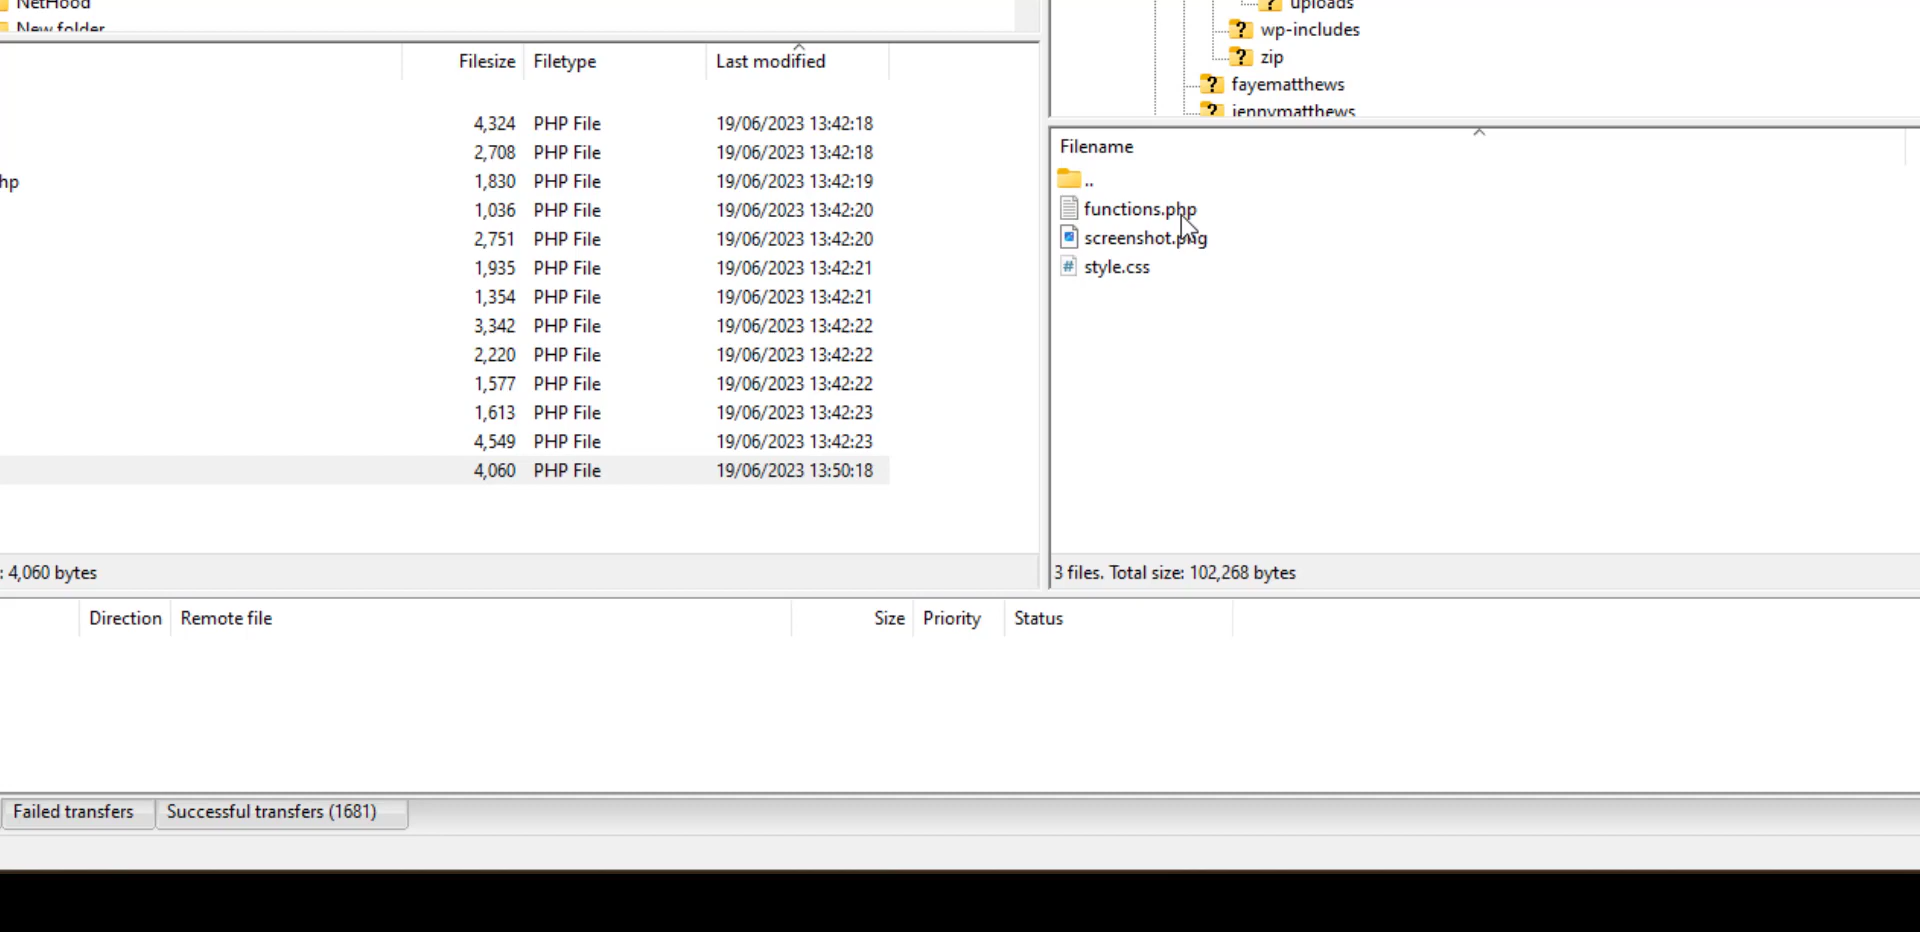 NetHood
New folder
Filesize Filetype Last modified
4,324 PHP File 19/06/2023 13:42:18
2,708 PHP File 19/06/2023 13:42:18
hp 1,830 PHP File 19/06/2023 13:42:19
1,036 PHP File 19/06/2023 13:42:20
2,751 PHP File 19/06/2023 13:42:20
1,935 PHP File 19/06/2023 13:42:21
1,354 PHP File 19/06/2023 13:42:21
3,342 PHP File 19/06/2023 13:42:22
2,220 PHP File 19/06/2023 13:42:22
1,577 PHP File 19/06/2023 13:42:22
1,613 PHP File 19/06/2023 13:42:23
4,549 PHP File 19/06/2023 13:42:23
4,060 PHP File 19/06/2023 13:50:18
: 4,060 bytes
uploads
wp-includes
zip
fayematthews
jennymatthews
Filename
..
functions.php
screenshot.png
style.css
3 files. Total size: 102,268 bytes
Direction Remote file Size Priority Status
Failed transfers Successful transfers (1681)